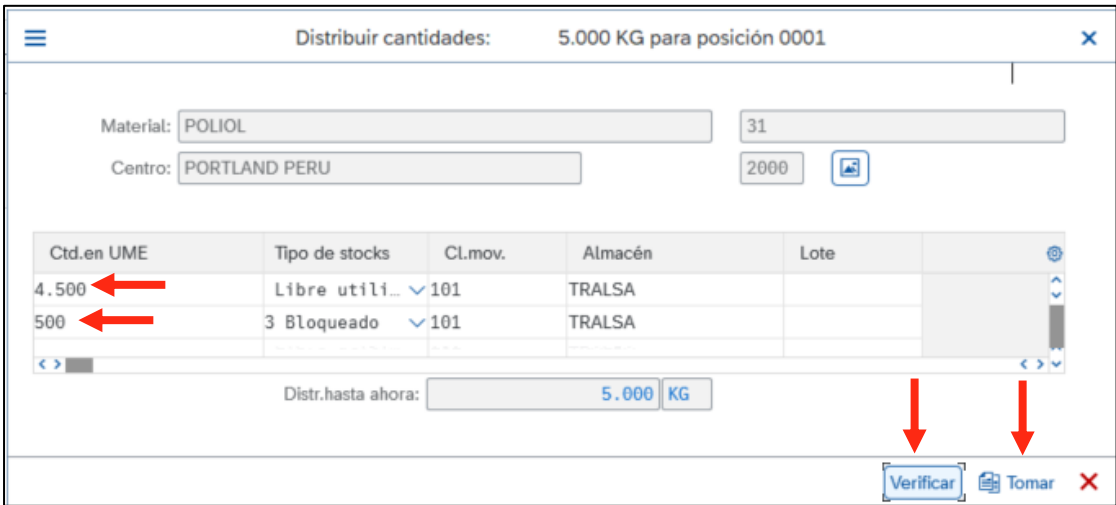 Distribuir cantidades: 5.000 KG para posición 0001
Material: POLIOL 31
Centro: PORTLAND PERU 2000
Ctd.en UME Tipo de stocks Cl.mov. Almacén Lote
4.500 Libre utili… 101 TRALSA
500 3 Bloqueado 101 TRALSA
Distr.hasta ahora: 5.000 KG
Verificar Tomar